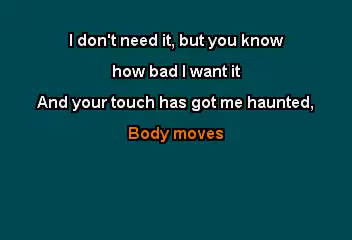 I don't need it, but you know
how bad I want it
And your touch has got me haunted,
Body moves